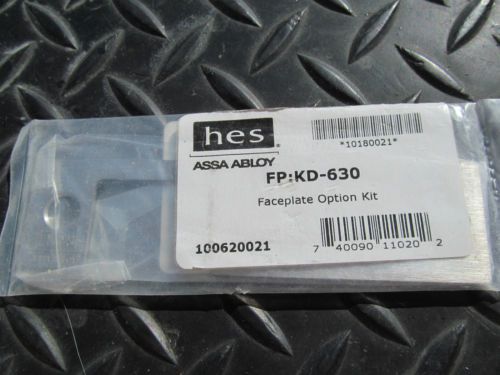 hes
ASSA ABLOY
*10180021*
FP:KD-630
Faceplate Option Kit
100620021
7 40090 11020 2